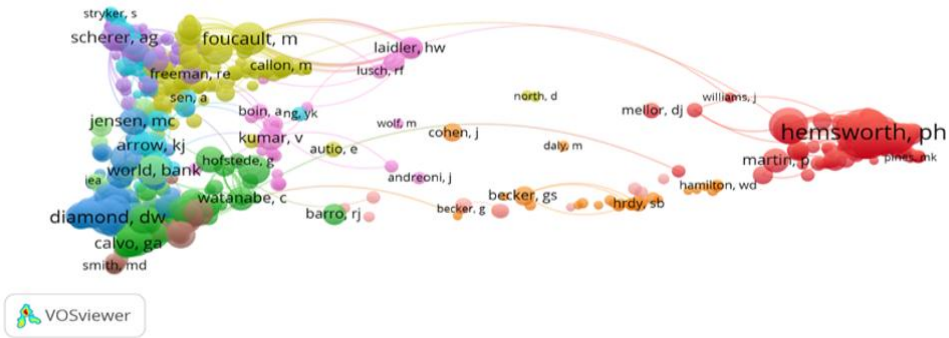 stryker, s
scherer, ag
foucault, m
laidler, hw
callon, m
lusch, rf
freeman, re
sen, a
north, d
williams, j
mellor, dj
boin, a
ng, yk
jensen, mc
wolf, m
hemsworth, ph
kumar, v
cohen, j
arrow, kj
autio, e
daly, m
hofstede, g
martin, p
pines, mk
world, bank
iea
andreoni, j
hamilton, wd
watanabe, c
becker, gs
hrdy, sb
diamond, dw
barro, rj
becker, g
calvo, ga
smith, md
VOSviewer